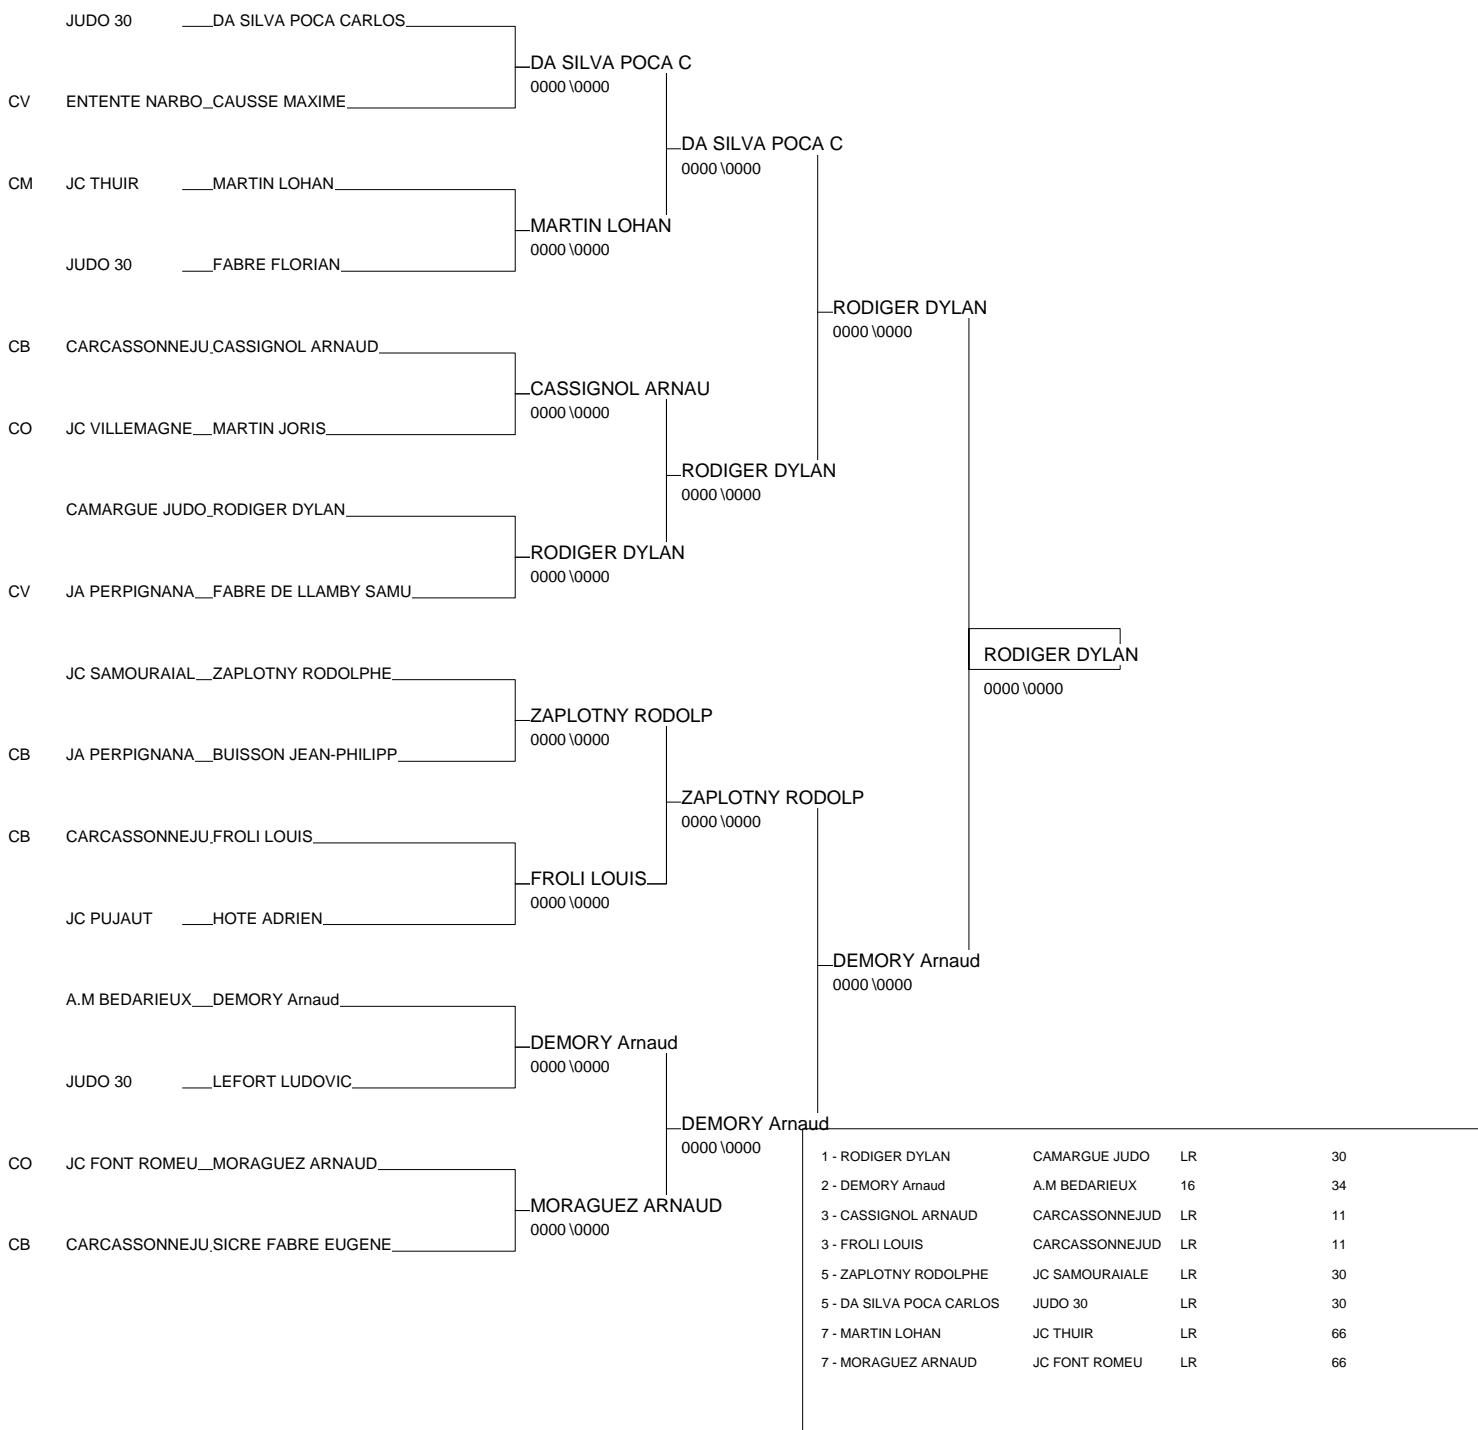 JUDO 30 DA SILVA POCA CARLOS
DA SILVA POCA C
0000 \0000
CV ENTENTE NARBO CAUSSE MAXIME
DA SILVA POCA C
0000 \0000
CM JC THUIR MARTIN LOHAN
MARTIN LOHAN
0000 \0000
JUDO 30 FABRE FLORIAN
RODIGER DYLAN
0000 \0000
CB CARCASSONNEJU CASSIGNOL ARNAUD
CASSIGNOL ARNAU
0000 \0000
CO JC VILLEMAGNE MARTIN JORIS
RODIGER DYLAN
0000 \0000
CAMARGUE JUDO RODIGER DYLAN
RODIGER DYLAN
0000 \0000
CV JA PERPIGNANA FABRE DE LLAMBY SAMU
RODIGER DYLAN
0000 \0000
JC SAMOURAIAL ZAPLOTNY RODOLPHE
ZAPLOTNY RODOLP
0000 \0000
CB JA PERPIGNANA BUISSON JEAN-PHILIPP
ZAPLOTNY RODOLP
0000 \0000
CB CARCASSONNEJU FROLI LOUIS
FROLI LOUIS
0000 \0000
JC PUJAUT HOTE ADRIEN
DEMORY Arnaud
0000 \0000
A.M BEDARIEUX DEMORY Arnaud
DEMORY Arnaud
0000 \0000
JUDO 30 LEFORT LUDOVIC
DEMORY Arnaud
0000 \0000
CO JC FONT ROMEU MORAGUEZ ARNAUD
MORAGUEZ ARNAUD
0000 \0000
CB CARCASSONNEJU SICRE FABRE EUGENE
1 - RODIGER DYLAN CAMARGUE JUDO LR 30
2 - DEMORY Arnaud A.M BEDARIEUX 16 34
3 - CASSIGNOL ARNAUD CARCASSONNEJUD LR 11
3 - FROLI LOUIS CARCASSONNEJUD LR 11
5 - ZAPLOTNY RODOLPHE JC SAMOURAIALE LR 30
5 - DA SILVA POCA CARLOS JUDO 30 LR 30
7 - MARTIN LOHAN JC THUIR LR 66
7 - MORAGUEZ ARNAUD JC FONT ROMEU LR 66